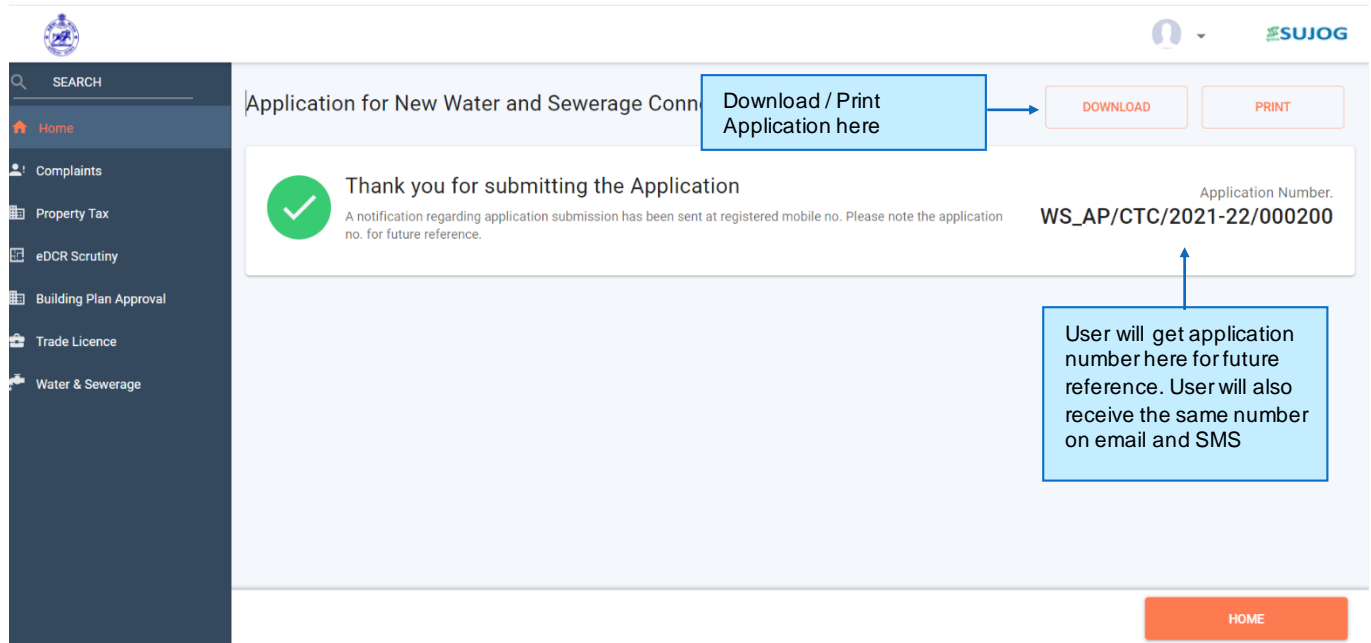 SUJOG
SEARCH
Home
Complaints
Property Tax
eDCR Scrutiny
Building Plan Approval
Trade Licence
Water & Sewerage
Application for New Water and Sewerage Conn
Download / Print
Application here
DOWNLOAD
PRINT
Thank you for submitting the Application
A notification regarding application submission has been sent at registered mobile no. Please note the application
no. for future reference.
Application Number.
WS_AP/CTC/2021-22/000200
User will get application
number here for future
reference. User will also
receive the same number
on email and SMS
HOME